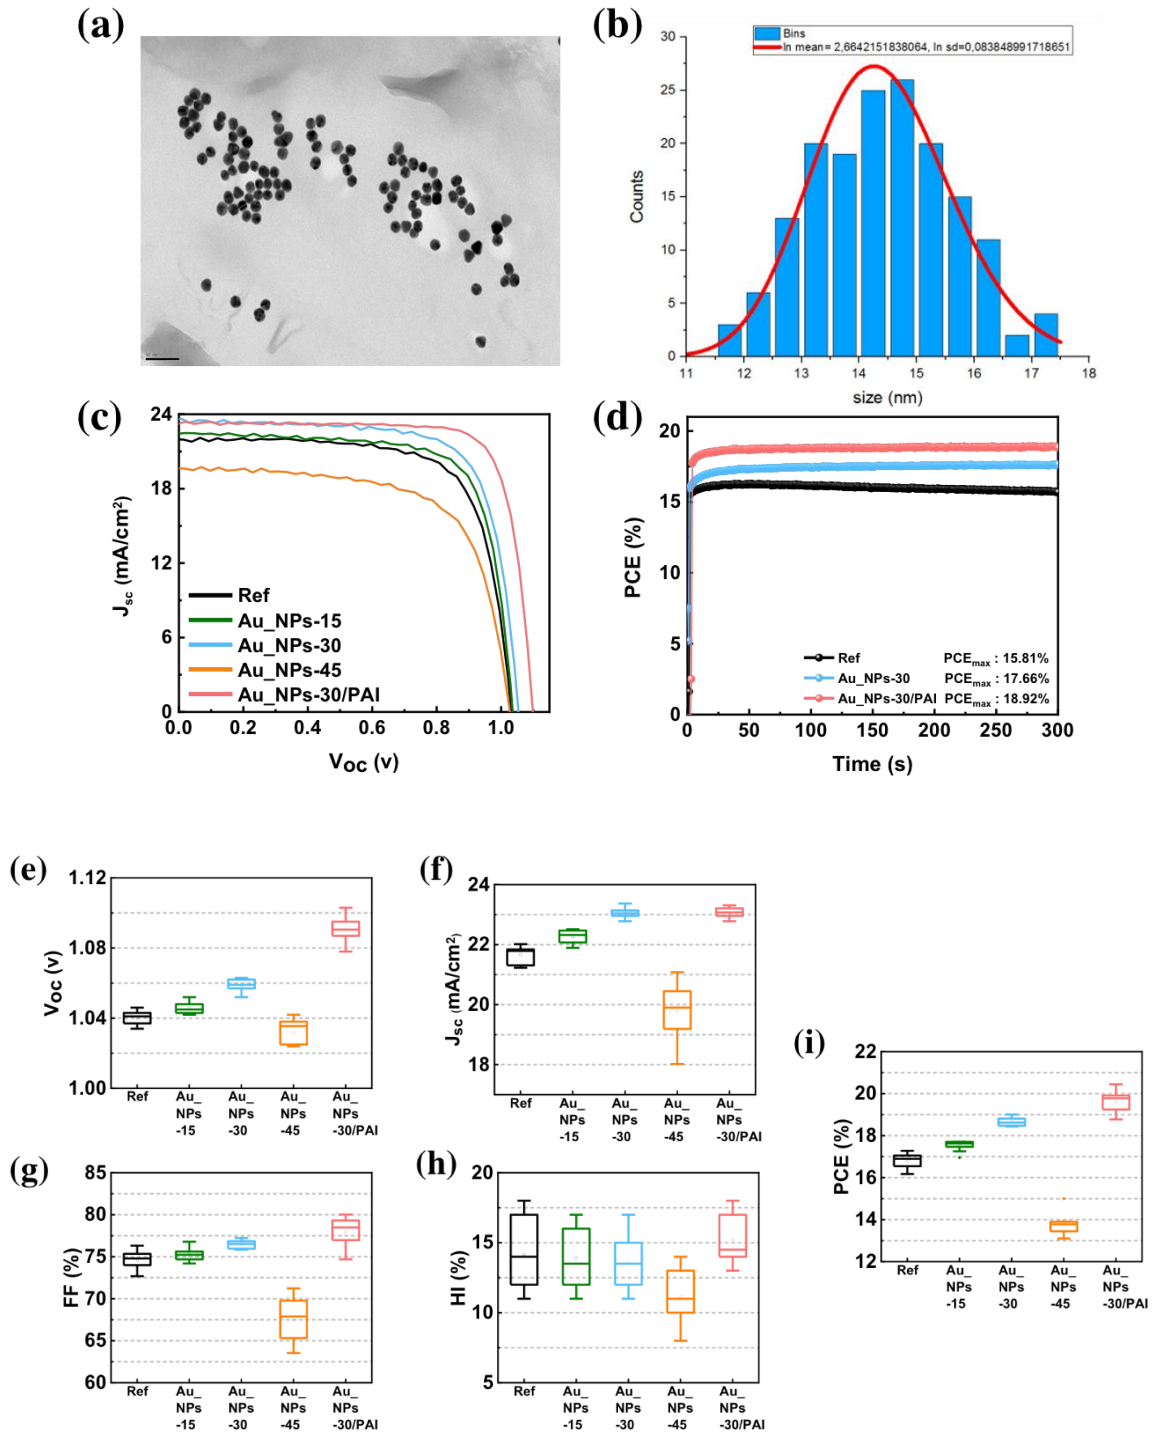 (a)
(b)
Bins
ln mean= 2,6642151838064, ln sd=0,083848991718651
30
25
20
15
10
5
0
Counts
11 12 13 14 15 16 17 18
size (nm)
(c)
24
18
12
6
0
J_sc (mA/cm²)
Ref
Au_NPs-15
Au_NPs-30
Au_NPs-45
Au_NPs-30/PAI
0.0 0.2 0.4 0.6 0.8 1.0
V_OC (v)
(d)
20
15
10
5
0
PCE (%)
Ref PCE_max : 15.81%
Au_NPs-30 PCE_max : 17.66%
Au_NPs-30/PAI PCE_max : 18.92%
0 50 100 150 200 250 300
Time (s)
(e)
1.12
1.08
1.04
1.00
V_OC (v)
Ref Au_ Au_ Au_ Au_
NPs NPs NPs NPs
-15 -30 -45 -30/PAI
(f)
24
22
20
18
J_SC (mA/cm²)
Ref Au_ Au_ Au_ Au_
NPs NPs NPs NPs
-15 -30 -45 -30/PAI
(g)
85
80
75
70
65
60
FF (%)
Ref Au_ Au_ Au_ Au_
NPs NPs NPs NPs
-15 -30 -45 -30/PAI
(h)
20
15
10
5
HI (%)
Ref Au_ Au_ Au_ Au_
NPs NPs NPs NPs
-15 -30 -45 -30/PAI
(i)
22
20
18
16
14
12
PCE (%)
Ref Au_ Au_ Au_ Au_
NPs NPs NPs NPs
-15 -30 -45 -30/PAI